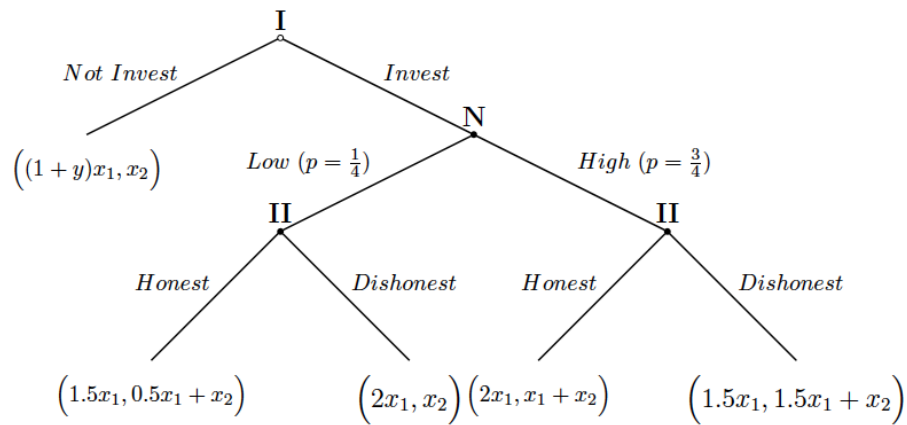 I
Not Invest
Invest
N
((1 + y)x₁, x₂)
Low (p = 1/4)
High (p = 3/4)
II
II
Honest
Dishonest
Honest
Dishonest
(1.5x₁, 0.5x₁ + x₂)
(2x₁, x₂)
(2x₁, x₁ + x₂)
(1.5x₁, 1.5x₁ + x₂)